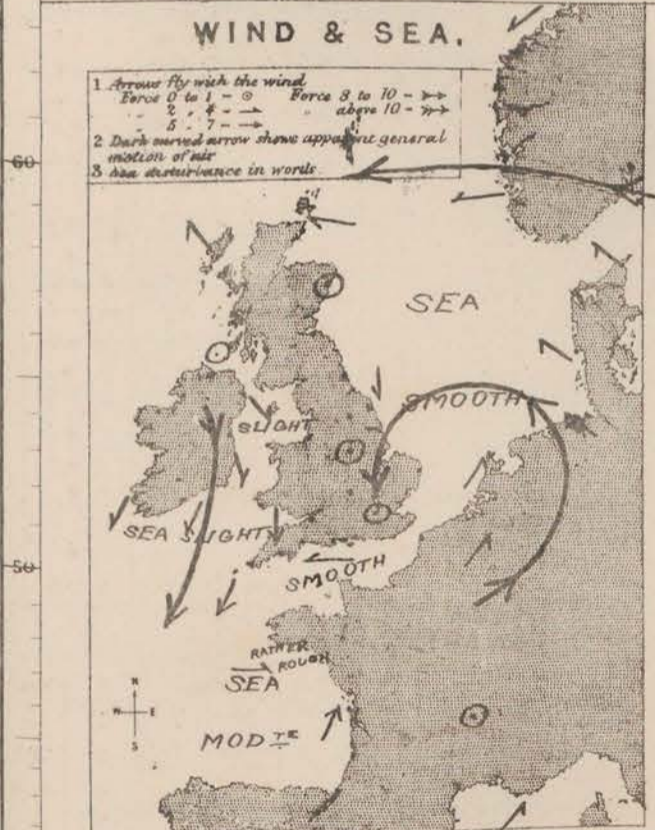 WIND & SEA.
1 Arrows fly with the wind
Force 0 to 1 - ⊙ Force 8 to 10 -
" 2 " 4 - " above 10 -
" 5 " 7 -
2 Dark curved arrow shows apparent general
motion of air
3 Sea disturbance in words
60
SEA
SMOOTH
SLIGHT
SEA SLIGHT
50
SMOOTH
RATHER
ROUGH
SEA
N
W E
S
MOD TE